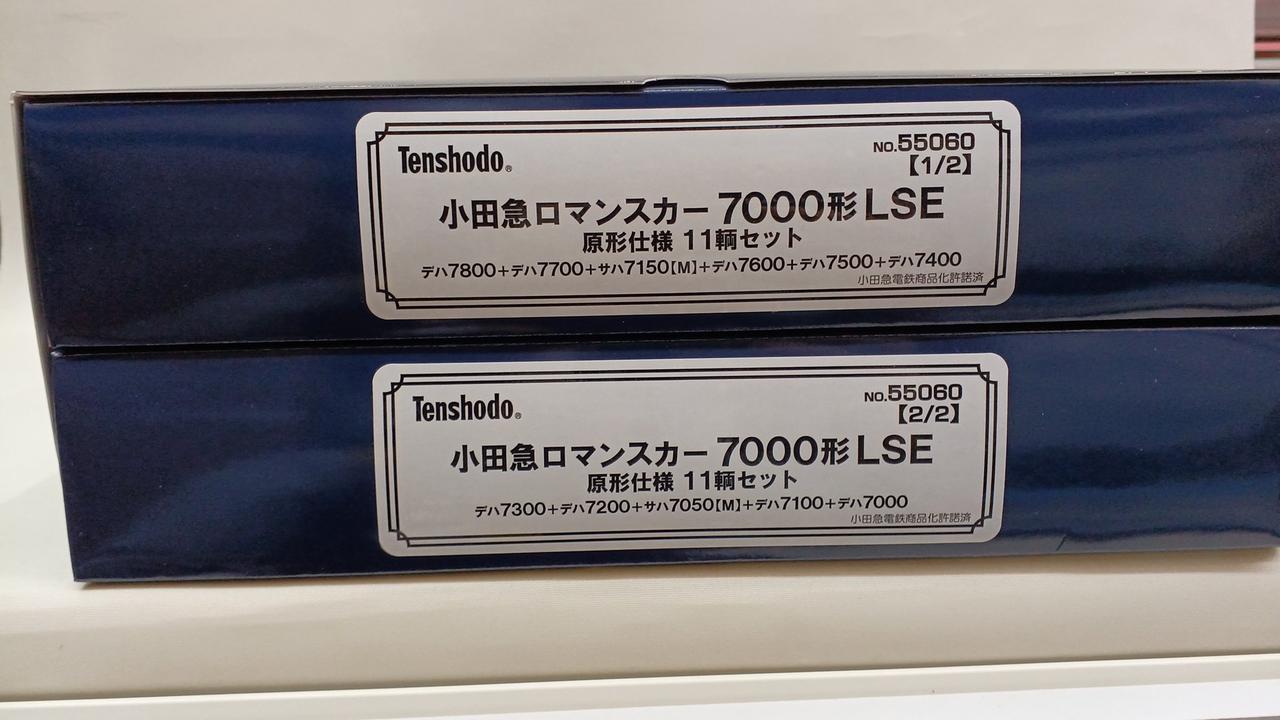 Tenshodo®
NO.55060
【1/2】
小田急ロマンスカー 7000形 LSE
原形仕様 11輌セット
デハ7800+デハ7700+サハ7150【M】+デハ7600+デハ7500+デハ7400
小田急電鉄商品化許諾済
Tenshodo®
NO.55060
【2/2】
小田急ロマンスカー 7000形 LSE
原形仕様 11輌セット
デハ7300+デハ7200+サハ7050【M】+デハ7100+デハ7000
小田急電鉄商品化許諾済